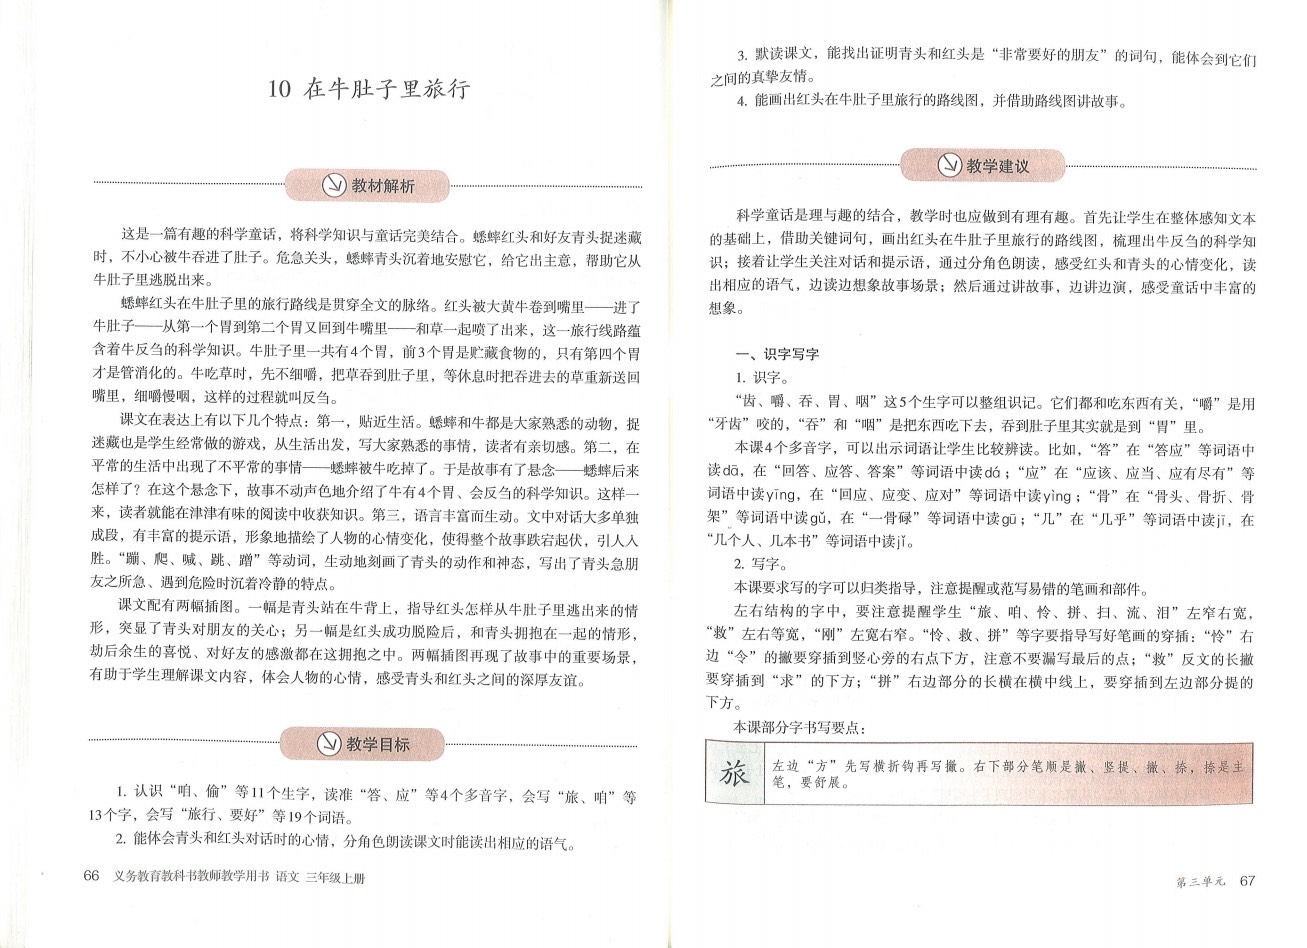 10 在牛肚子里旅行
教材解析
这是一篇有趣的科学童话，将科学知识与童话完美结合。蟋蟀红头和好友青头捉迷藏
时，不小心被牛吞进了肚子。危急关头，蟋蟀青头沉着地安慰它，给它出主意，帮助它从
牛肚子里逃脱出来。
蟋蟀红头在牛肚子里的旅行路线是贯穿全文的脉络。红头被大黄牛卷到嘴里——进了
牛肚子——从第一个胃到第二个胃又回到牛嘴里——和草一起喷了出来，这一旅行线路蕴
含着牛反刍的科学知识。牛肚子里一共有4个胃，前3个胃是贮藏食物的，只有第四个胃
才是管消化的。牛吃草时，先不细嚼，把草吞到肚子里，等休息时把吞进去的草重新送回
嘴里，细嚼慢咽，这样的过程就叫反刍。
课文在表达上有以下几个特点：第一，贴近生活。蟋蟀和牛都是大家熟悉的动物，捉
迷藏也是学生经常做的游戏，从生活出发，写大家熟悉的事情，读者有亲切感。第二，在
平常的生活中出现了不平常的事情——蟋蟀被牛吃掉了。于是故事有了悬念——蟋蟀后来
怎样了？在这个悬念下，故事不动声色地介绍了牛有4个胃、会反刍的科学知识。这样一
来，读者就能在津津有味的阅读中收获知识。第三，语言丰富而生动。文中对话大多单独
成段，有丰富的提示语，形象地描绘了人物的心情变化，使得整个故事跌宕起伏，引人入
胜。“蹦、爬、喊、跳、蹭”等动词，生动地刻画了青头的动作和神态，写出了青头急朋
友之所急、遇到危险时沉着冷静的特点。
课文配有两幅插图。一幅是青头站在牛背上，指导红头怎样从牛肚子里逃出来的情
形，突显了青头对朋友的关心；另一幅是红头成功脱险后，和青头拥抱在一起的情形，
劫后余生的喜悦、对好友的感激都在这拥抱之中。两幅插图再现了故事中的重要场景，
有助于学生理解课文内容，体会人物的心情，感受青头和红头之间的深厚友谊。
教学目标
1. 认识“咱、偷”等11个生字，读准“答、应”等4个多音字，会写“旅、咱”等
13个字，会写“旅行、要好”等19个词语。
2. 能体会青头和红头对话时的心情，分角色朗读课文时能读出相应的语气。
66 义务教育教科书教师教学用书 语文 三年级上册
3. 默读课文，能找出证明青头和红头是“非常要好的朋友”的词句，能体会到它们
之间的真挚友情。
4. 能画出红头在牛肚子里旅行的路线图，并借助路线图讲故事。
教学建议
科学童话是理与趣的结合，教学时也应做到有理有趣。首先让学生在整体感知文本
的基础上，借助关键词句，画出红头在牛肚子里旅行的路线图，梳理出牛反刍的科学知
识；接着让学生关注对话和提示语，通过分角色朗读，感受红头和青头的心情变化，读
出相应的语气，边读边想象故事场景；然后通过讲故事，边讲边演，感受童话中丰富的
想象。
一、识字写字
1. 识字。
“齿、嚼、吞、胃、咽”这5个生字可以整组识记。它们都和吃东西有关，“嚼”是用
“牙齿”咬的，“吞”和“咽”是把东西吃下去，吞到肚子里其实就是到“胃”里。
本课4个多音字，可以出示词语让学生比较辨读。比如，“答”在“答应”等词语中
读dā，在“回答、应答、答案”等词语中读dá；“应”在“应该、应当、应有尽有”等
词语中读yīng，在“回应、应变、应对”等词语中读yìng；“骨”在“骨头、骨折、骨
架”等词语中读gǔ，在“一骨碌”等词语中读gū；“几”在“几乎”等词语中读jī，在
“几个人、几本书”等词语中读jǐ。
2. 写字。
本课要求写的字可以归类指导，注意提醒或范写易错的笔画和部件。
左右结构的字中，要注意提醒学生“旅、咱、怜、拼、扫、流、泪”左窄右宽，
“救”左右等宽，“刚”左宽右窄。“怜、救、拼”等字要指导写好笔画的穿插：“怜”右
边“令”的撇要穿插到竖心旁的右点下方，注意不要漏写最后的点；“救”反文的长撇
要穿插到“求”的下方；“拼”右边部分的长横在横中线上，要穿插到左边部分提的
下方。
本课部分字书写要点：
旅
左边“方”先写横折钩再写撇。右下部分笔顺是撇、竖提、撇、捺，捺是主
笔，要舒展。
第三单元 67